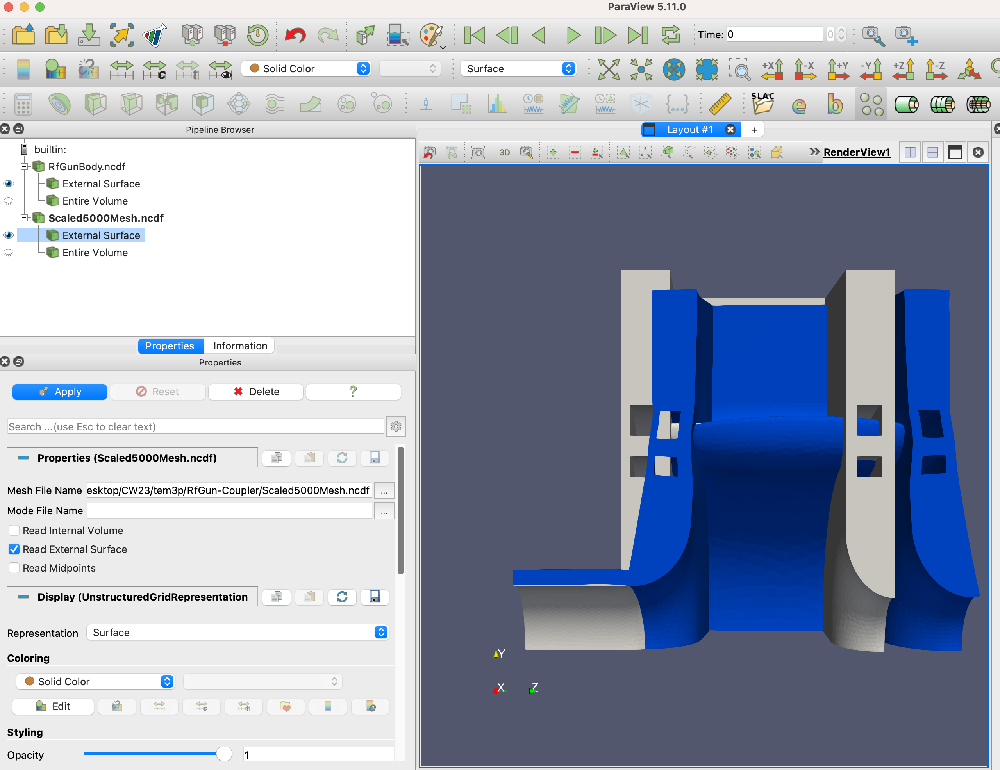 ParaView 5.11.0
Time: 0 0
c t
Solid Color
Surface
+X -X +Y -Y +Z -Z
SLAC e b
Pipeline Browser
Layout #1 +
builtin:
RfGunBody.ncdf
External Surface
Entire Volume
Scaled5000Mesh.ncdf
External Surface
Entire Volume
3D
RenderView1
Properties Information
Properties
Apply Reset Delete ?
Search ...(use Esc to clear text)
Properties (Scaled5000Mesh.ncdf)
Mesh File Name esktop/CW23/tem3p/RfGun-Coupler/Scaled5000Mesh.ncdf ...
Mode File Name ...
Read Internal Volume
Read External Surface
Read Midpoints
Display (UnstructuredGridRepresentation
Representation Surface
Coloring
Solid Color
Edit c t e
Styling
Opacity 1
Y
X Z